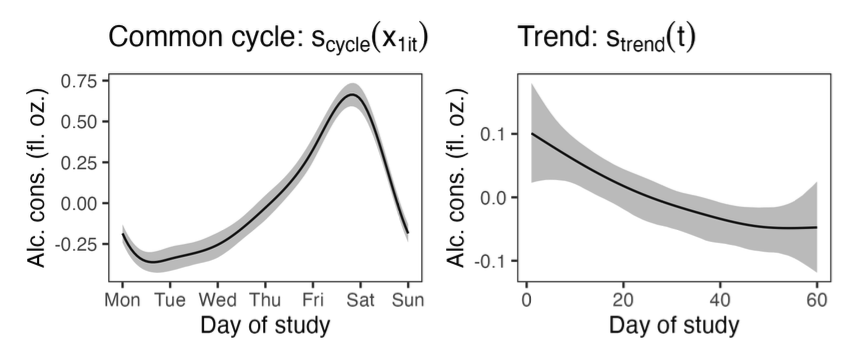 Common cycle: s_cycle(x_1it)
Trend: s_trend(t)
Alc. cons. (fl. oz.)
0.75
0.50
0.25
0.00
-0.25
Mon Tue Wed Thu Fri Sat Sun
Day of study
Alc. cons. (fl. oz.)
0.1
0.0
-0.1
0 20 40 60
Day of study